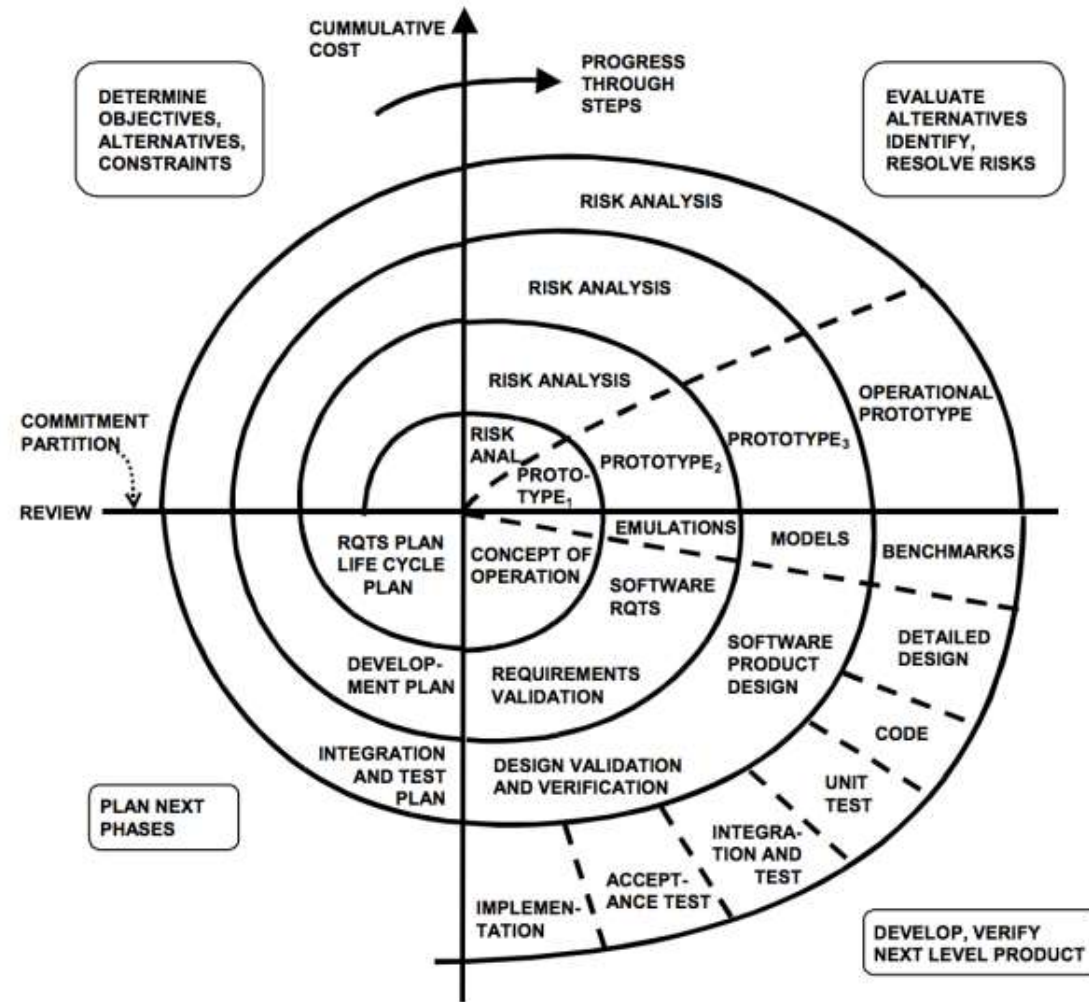 CUMMULATIVE
COST
PROGRESS
THROUGH
STEPS
DETERMINE
OBJECTIVES,
ALTERNATIVES,
CONSTRAINTS
EVALUATE
ALTERNATIVES
IDENTIFY,
RESOLVE RISKS
RISK ANALYSIS
RISK ANALYSIS
RISK ANALYSIS
RISK
ANAL.
COMMITMENT
PARTITION
REVIEW
PROTO-
TYPE₁
PROTOTYPE₂
PROTOTYPE₃
OPERATIONAL
PROTOTYPE
EMULATIONS
MODELS
BENCHMARKS
RQTS PLAN
LIFE CYCLE
PLAN
CONCEPT OF
OPERATION
SOFTWARE
RQTS
SOFTWARE
PRODUCT
DESIGN
DETAILED
DESIGN
DEVELOP-
MENT PLAN
REQUIREMENTS
VALIDATION
CODE
INTEGRATION
AND TEST
PLAN
DESIGN VALIDATION
AND VERIFICATION
UNIT
TEST
INTEGRA-
TION AND
TEST
ACCEPT-
ANCE TEST
IMPLEMEN-
TATION
PLAN NEXT
PHASES
DEVELOP, VERIFY
NEXT LEVEL PRODUCT